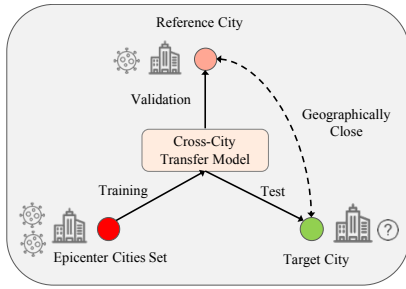 Reference City
Validation
Geographically
Close
Cross-City
Transfer Model
Training
Test
?
Epicenter Cities Set
Target City